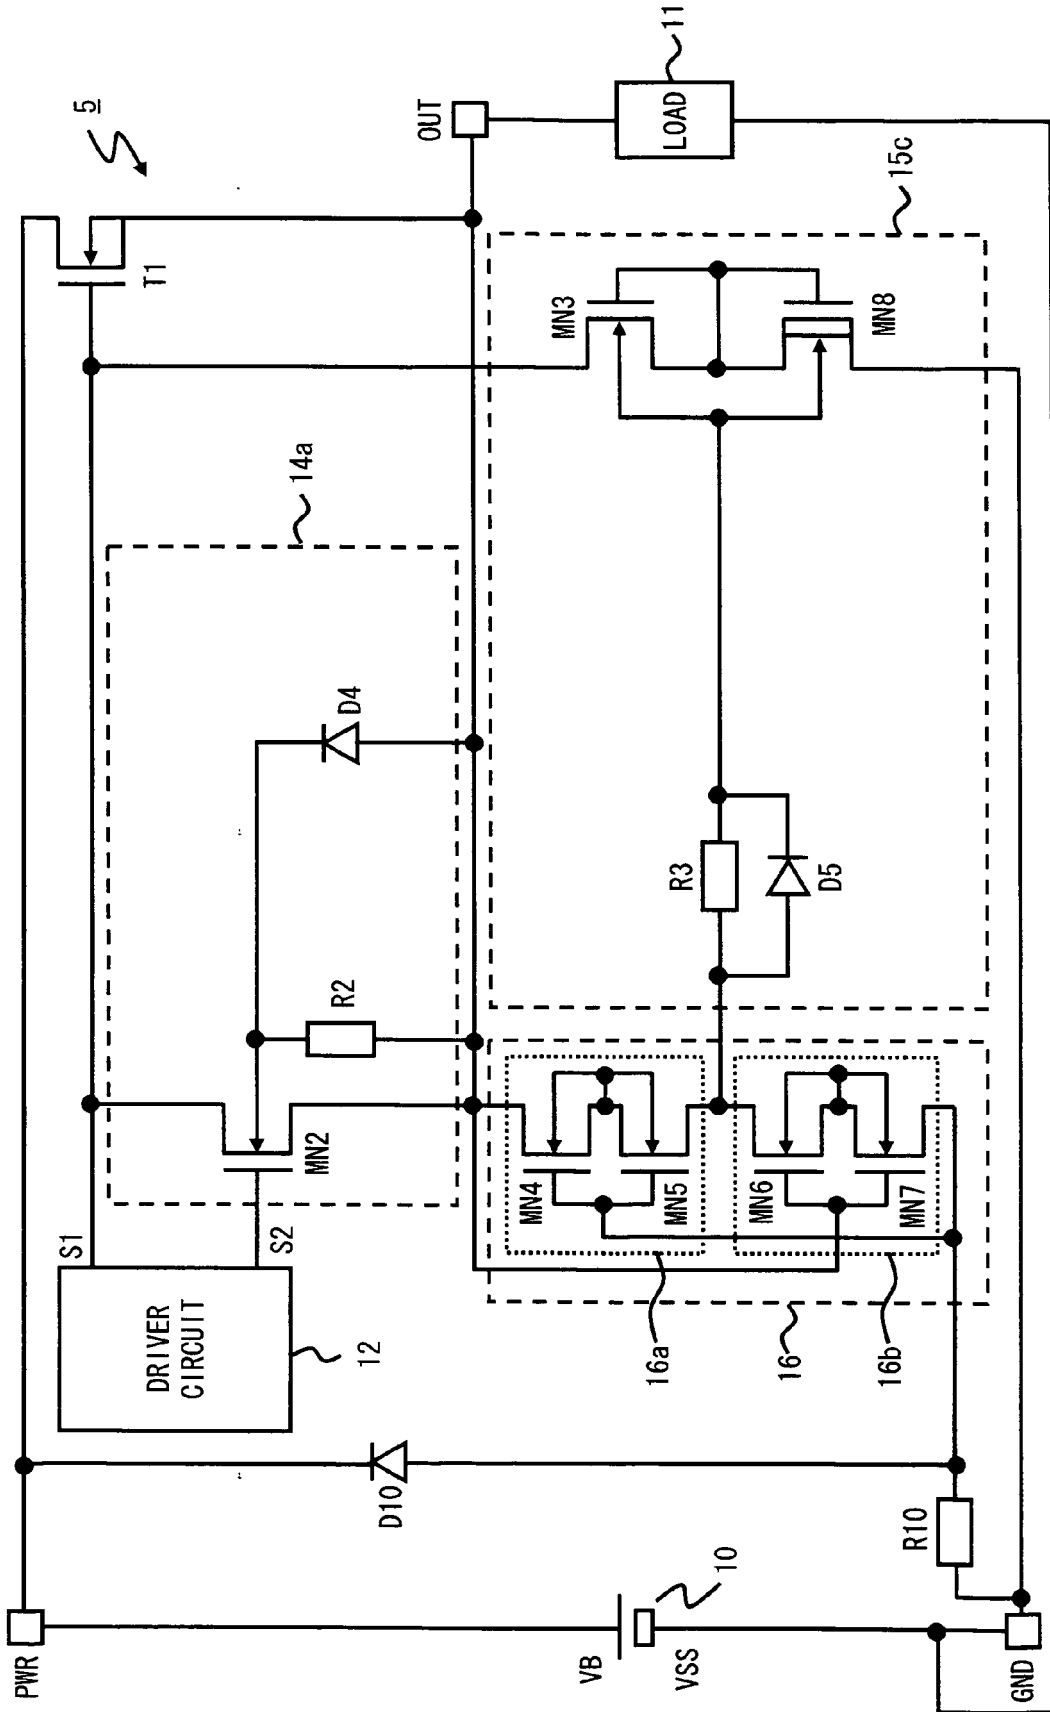 5
PWR
T1
OUT
11
LOAD
S1
S2
DRIVER
CIRCUIT
12
14a
MN2
R2
D4
D10
10
VB
VSS
15c
MN3
MN8
R3
D5
MN4
MN5
MN6
MN7
16a
16
16b
R10
GND